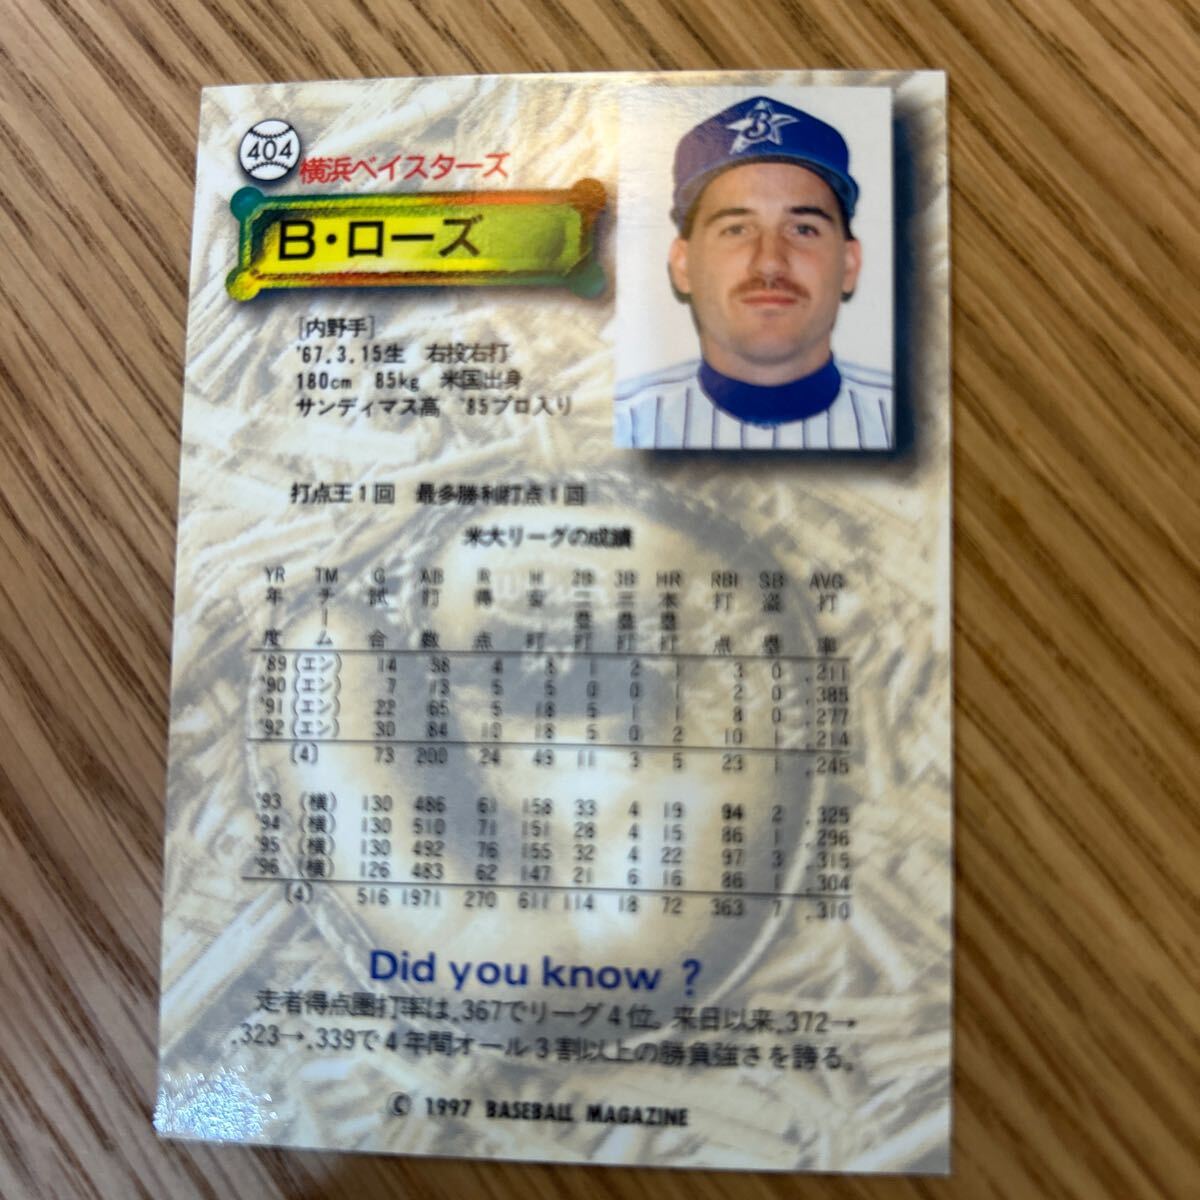 404
横浜ベイスターズ
B・ローズ
[内野手]
'67.3.15生 右投右打
180cm 85kg 米国出身
サンディマス高 '85プロ入り
打点王1回 最多勝利打点1回
米大リーグの成績
YR TM G AB R H 2B 3B HR RBI SB AVG
年度 チーム 試合 打数 得点 安打 二塁打 三塁打 本塁打 打点 盗塁 打率
'89 (エン) 14 38 4 8 1 2 1 3 0 .211
'90 (エン) 7 13 5 5 0 0 1 2 0 .385
'91 (エン) 22 65 5 18 5 1 1 8 0 .277
'92 (エン) 30 84 10 18 5 0 2 10 1 .214
(4) 73 200 24 49 11 3 5 23 1 .245
'93 (横) 130 486 61 158 33 4 19 94 2 .325
'94 (横) 130 510 71 151 28 4 15 86 1 .296
'95 (横) 130 492 76 155 32 4 22 97 3 .315
'96 (横) 126 483 62 147 21 6 16 86 1 .304
(4) 516 1971 270 611 114 18 72 363 7 .310
Did you know ?
走者得点圏打率は.367でリーグ4位。来日以来.372→
.323→.339で4年間オール3割以上の勝負強さを誇る。
© 1997 BASEBALL MAGAZINE